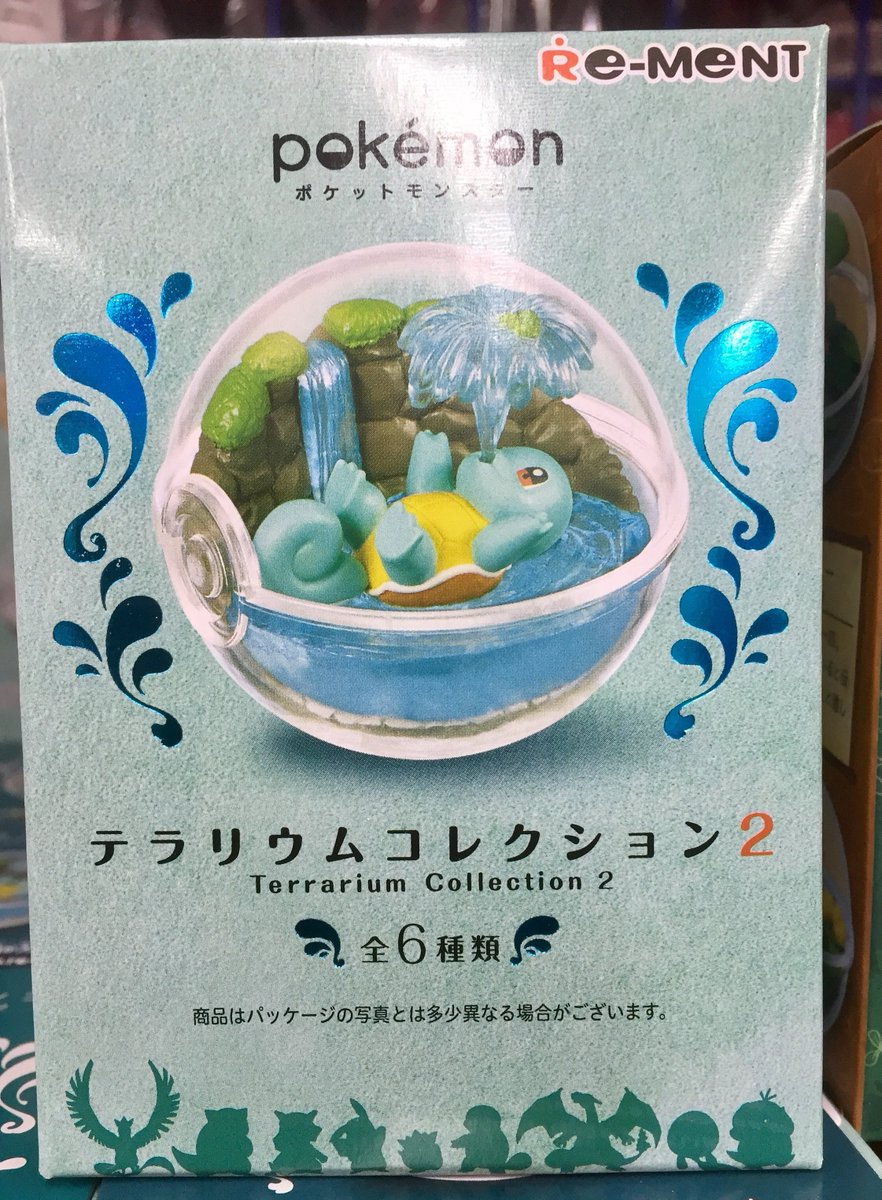 Re-MeNT
pokémon
ポケットモンスター
テラリウムコレクション2
Terrarium Collection 2
全6種類
商品はパッケージの写真とは多少異なる場合がございます。